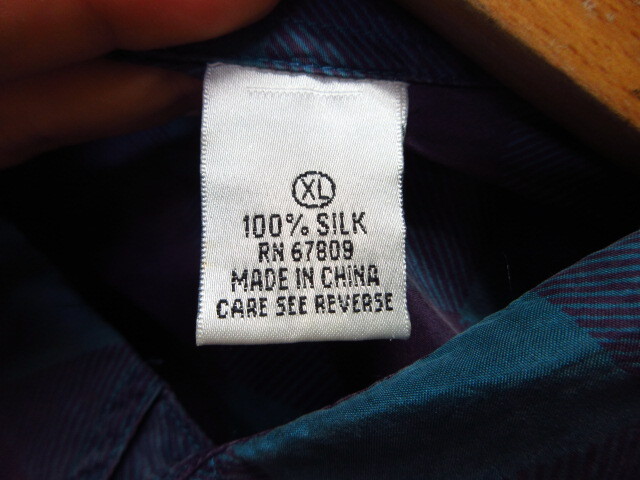 XL
100% SILK
RN 67809
MADE IN CHINA
CARE SEE REVERSE